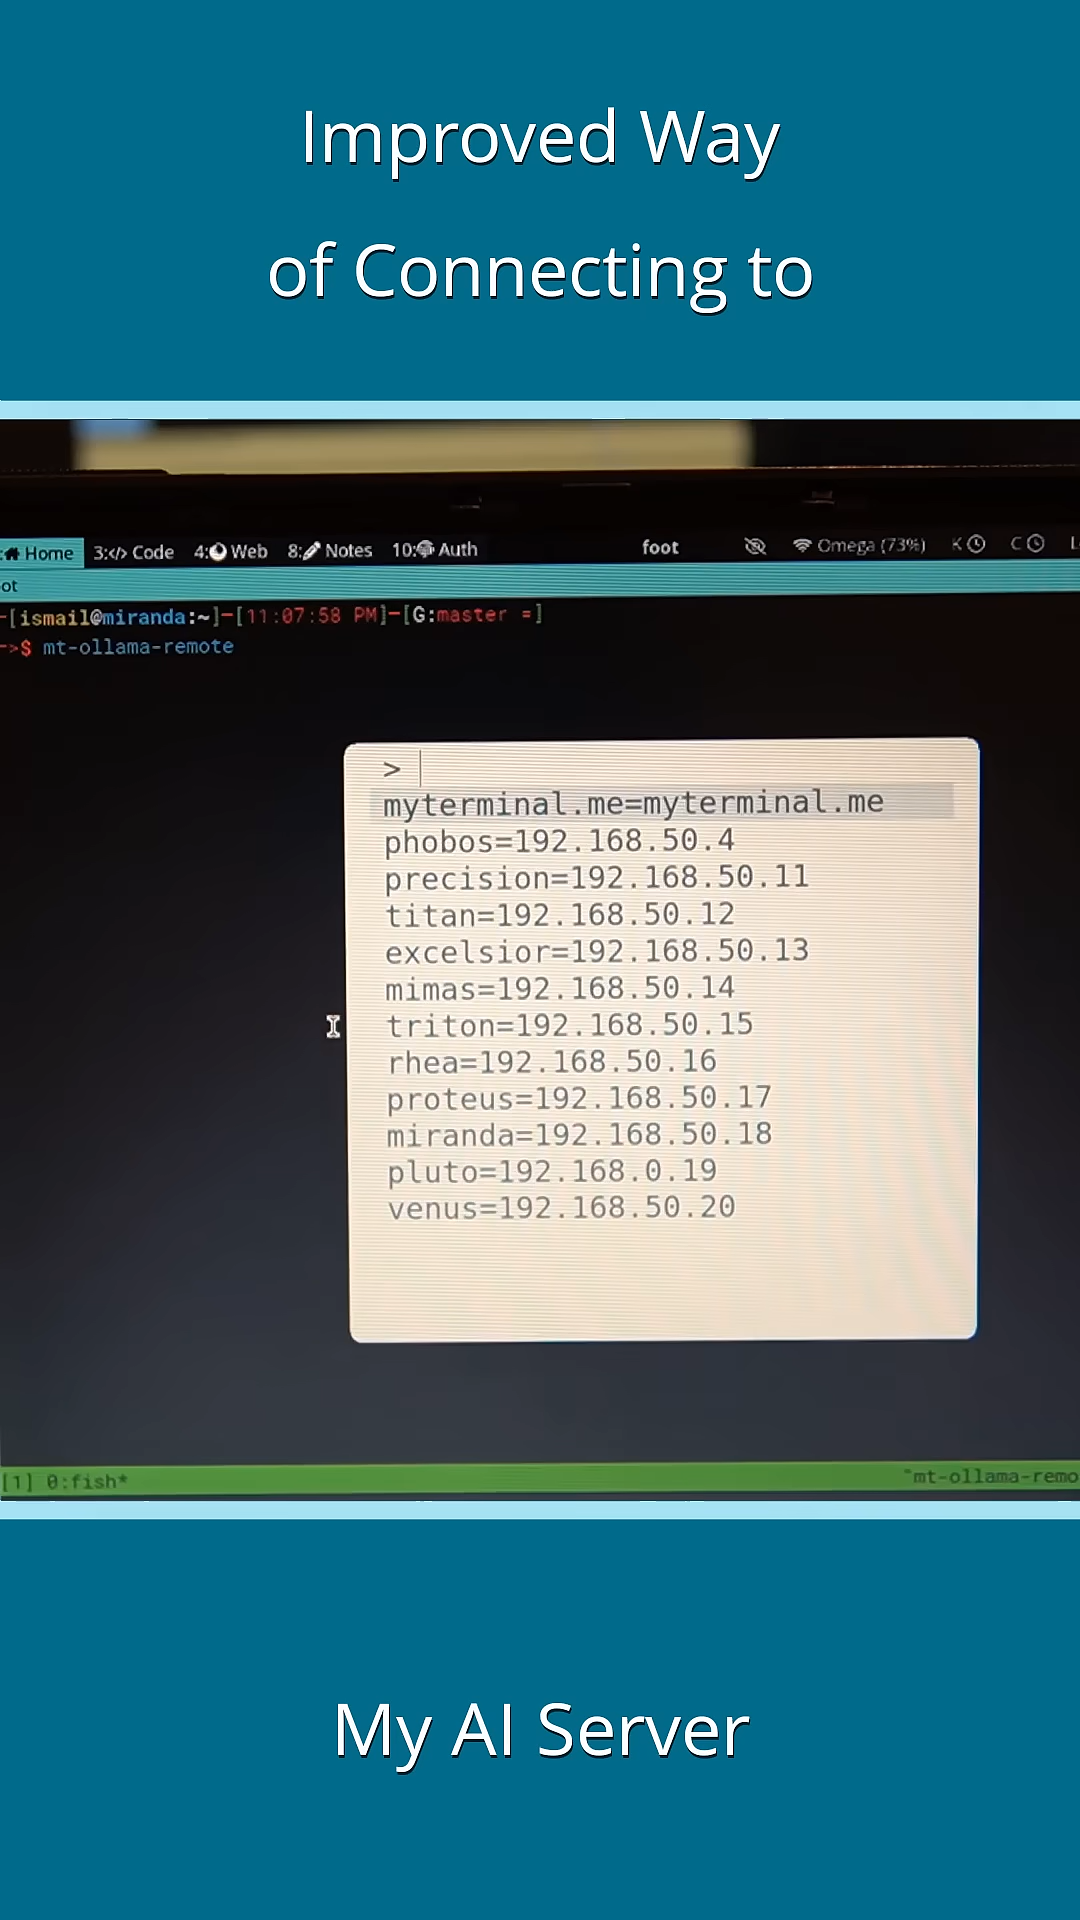 Improved Way
of Connecting to
Home 3:</> Code 4: Web 8: Notes 10: Auth foot Omega (73%) K C
ot
-[ismail@miranda:~]-[11:07:58 PM]-[G:master =]
->$ mt-ollama-remote
>
myterminal.me=myterminal.me
phobos=192.168.50.4
precision=192.168.50.11
titan=192.168.50.12
excelsior=192.168.50.13
mimas=192.168.50.14
triton=192.168.50.15
rhea=192.168.50.16
proteus=192.168.50.17
miranda=192.168.50.18
pluto=192.168.0.19
venus=192.168.50.20
[1] 0:fish* "mt-ollama-remo
My AI Server